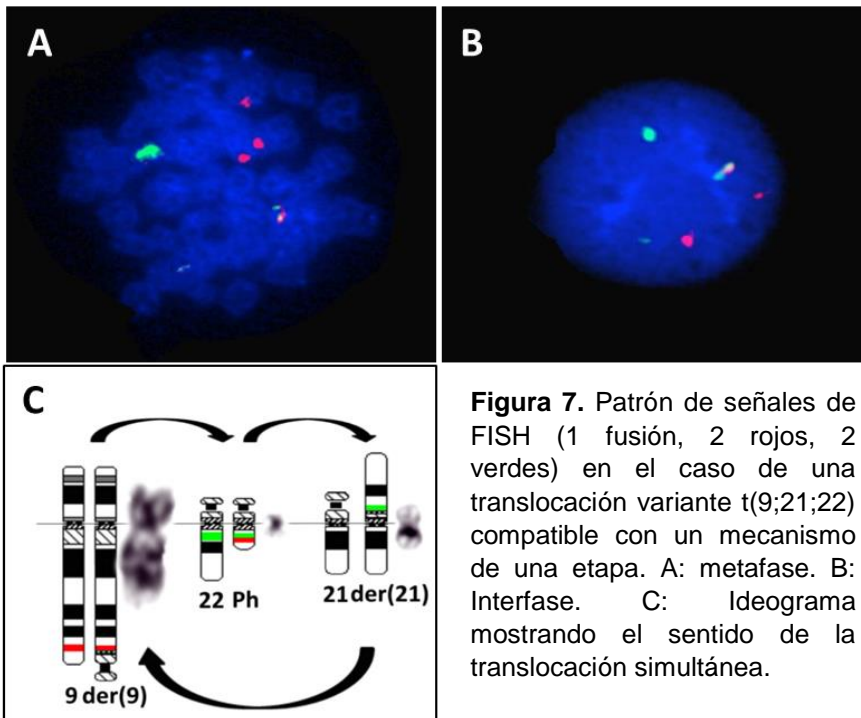 A
B
C
22 Ph
21 der(21)
9 der(9)
Figura 7. Patrón de señales de
FISH (1 fusión, 2 rojos, 2
verdes) en el caso de una
translocación variante t(9;21;22)
compatible con un mecanismo
de una etapa. A: metafase. B:
Interfase. C: Ideograma
mostrando el sentido de la
translocación simultánea.